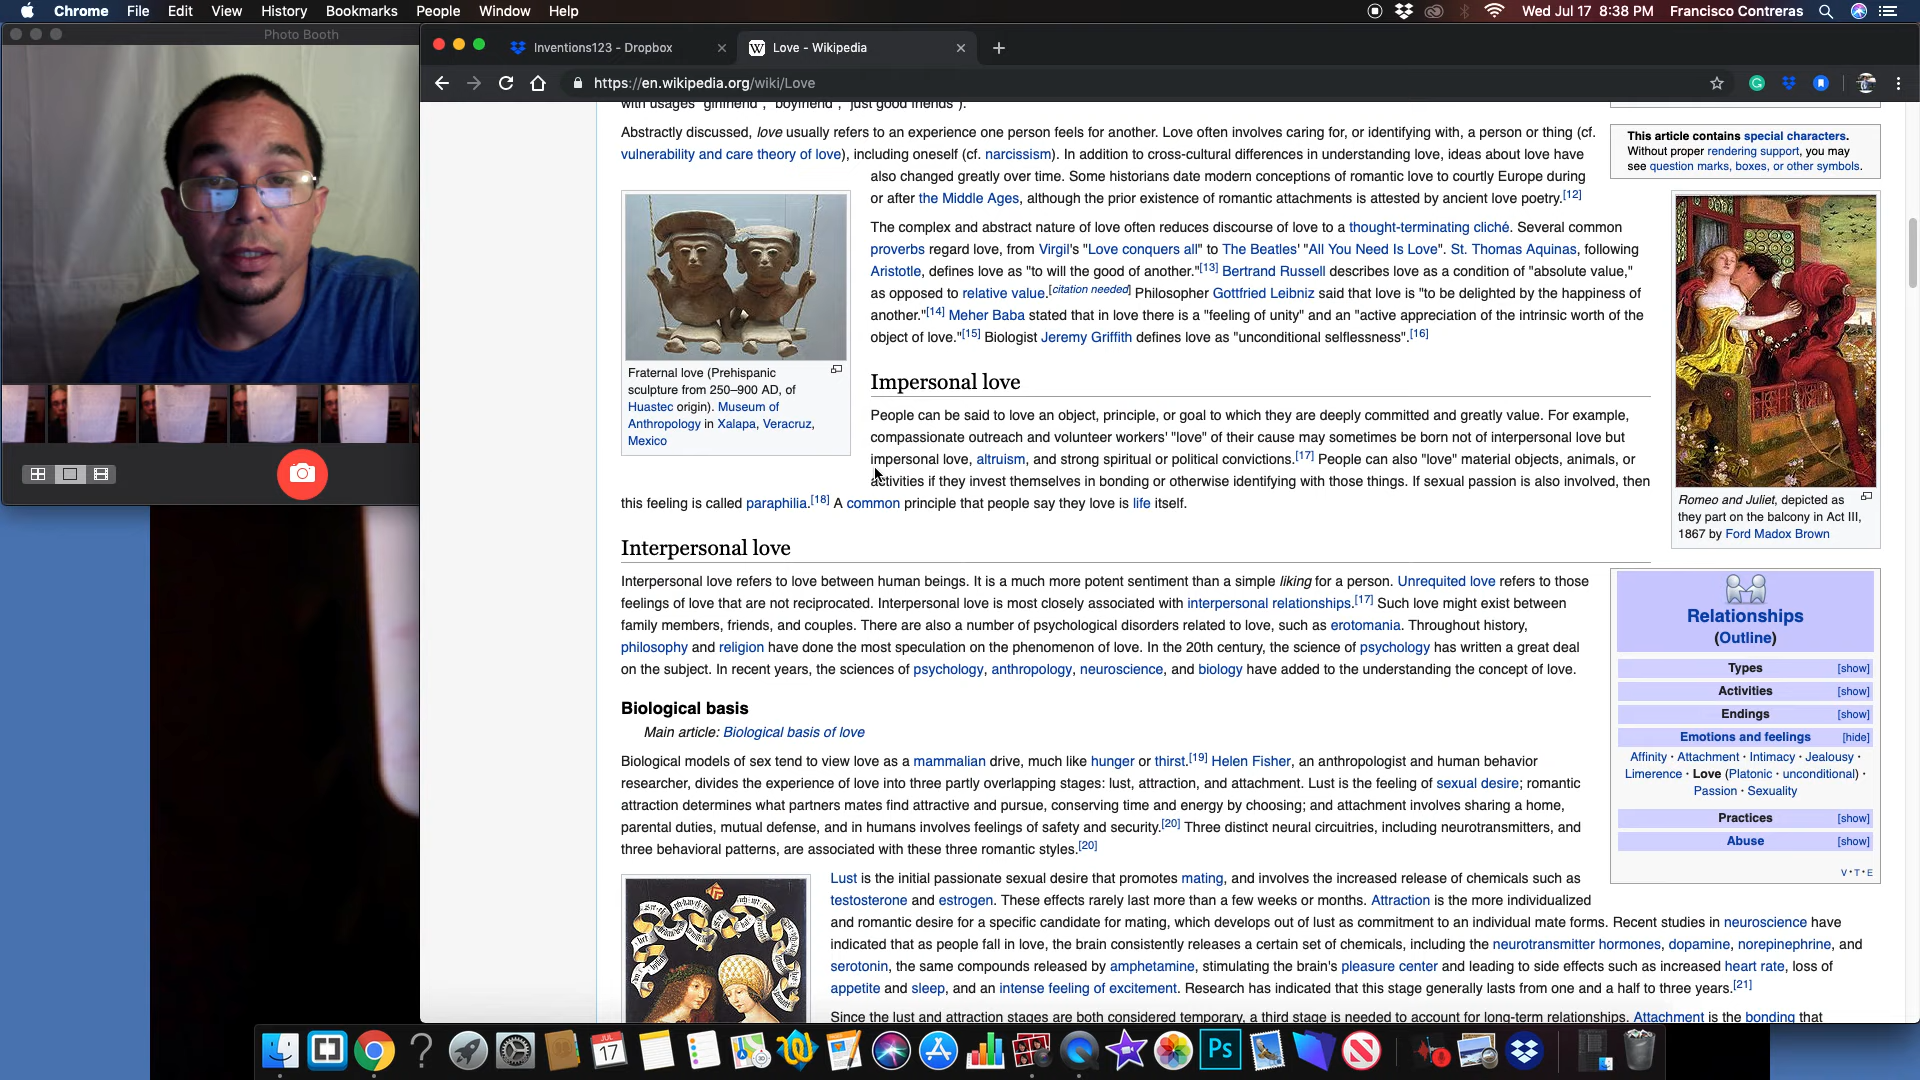 Chrome File Edit View History Bookmarks People Window Help
Wed Jul 17 8:38 PM Francisco Contreras
Photo Booth
Inventions123 - Dropbox
Love - Wikipedia
https://en.wikipedia.org/wiki/Love
with usages "girlfriend", "boyfriend", "just good friends").
Abstractly discussed, love usually refers to an experience one person feels for another. Love often involves caring for, or identifying with, a person or thing (cf.
vulnerability and care theory of love), including oneself (cf. narcissism). In addition to cross-cultural differences in understanding love, ideas about love have
also changed greatly over time. Some historians date modern conceptions of romantic love to courtly Europe during
or after the Middle Ages, although the prior existence of romantic attachments is attested by ancient love poetry.[12]
The complex and abstract nature of love often reduces discourse of love to a thought-terminating cliché. Several common
proverbs regard love, from Virgil's "Love conquers all" to The Beatles' "All You Need Is Love". St. Thomas Aquinas, following
Aristotle, defines love as "to will the good of another."[13] Bertrand Russell describes love as a condition of "absolute value,"
as opposed to relative value.[citation needed] Philosopher Gottfried Leibniz said that love is "to be delighted by the happiness of
another."[14] Meher Baba stated that in love there is a "feeling of unity" and an "active appreciation of the intrinsic worth of the
object of love."[15] Biologist Jeremy Griffith defines love as "unconditional selflessness".[16]
Fraternal love (Prehispanic
sculpture from 250–900 AD, of
Huastec origin). Museum of
Anthropology in Xalapa, Veracruz,
Mexico
Impersonal love
People can be said to love an object, principle, or goal to which they are deeply committed and greatly value. For example,
compassionate outreach and volunteer workers' "love" of their cause may sometimes be born not of interpersonal love but
impersonal love, altruism, and strong spiritual or political convictions.[17] People can also "love" material objects, animals, or
activities if they invest themselves in bonding or otherwise identifying with those things. If sexual passion is also involved, then
this feeling is called paraphilia.[18] A common principle that people say they love is life itself.
Interpersonal love
Interpersonal love refers to love between human beings. It is a much more potent sentiment than a simple liking for a person. Unrequited love refers to those
feelings of love that are not reciprocated. Interpersonal love is most closely associated with interpersonal relationships.[17] Such love might exist between
family members, friends, and couples. There are also a number of psychological disorders related to love, such as erotomania. Throughout history,
philosophy and religion have done the most speculation on the phenomenon of love. In the 20th century, the science of psychology has written a great deal
on the subject. In recent years, the sciences of psychology, anthropology, neuroscience, and biology have added to the understanding the concept of love.
Biological basis
Main article: Biological basis of love
Biological models of sex tend to view love as a mammalian drive, much like hunger or thirst.[19] Helen Fisher, an anthropologist and human behavior
researcher, divides the experience of love into three partly overlapping stages: lust, attraction, and attachment. Lust is the feeling of sexual desire; romantic
attraction determines what partners mates find attractive and pursue, conserving time and energy by choosing; and attachment involves sharing a home,
parental duties, mutual defense, and in humans involves feelings of safety and security.[20] Three distinct neural circuitries, including neurotransmitters, and
three behavioral patterns, are associated with these three romantic styles.[20]
Lust is the initial passionate sexual desire that promotes mating, and involves the increased release of chemicals such as
testosterone and estrogen. These effects rarely last more than a few weeks or months. Attraction is the more individualized
and romantic desire for a specific candidate for mating, which develops out of lust as commitment to an individual mate forms. Recent studies in neuroscience have
indicated that as people fall in love, the brain consistently releases a certain set of chemicals, including the neurotransmitter hormones, dopamine, norepinephrine, and
serotonin, the same compounds released by amphetamine, stimulating the brain's pleasure center and leading to side effects such as increased heart rate, loss of
appetite and sleep, and an intense feeling of excitement. Research has indicated that this stage generally lasts from one and a half to three years.[21]
Since the lust and attraction stages are both considered temporary, a third stage is needed to account for long-term relationships. Attachment is the bonding that
This article contains special characters.
Without proper rendering support, you may
see question marks, boxes, or other symbols.
Romeo and Juliet, depicted as
they part on the balcony in Act III,
1867 by Ford Madox Brown
Relationships
(Outline)
Types [show]
Activities [show]
Endings [show]
Emotions and feelings [hide]
Affinity · Attachment · Intimacy · Jealousy ·
Limerence · Love (Platonic · unconditional) ·
Passion · Sexuality
Practices [show]
Abuse [show]
V · T · E
JUL
17
Ps